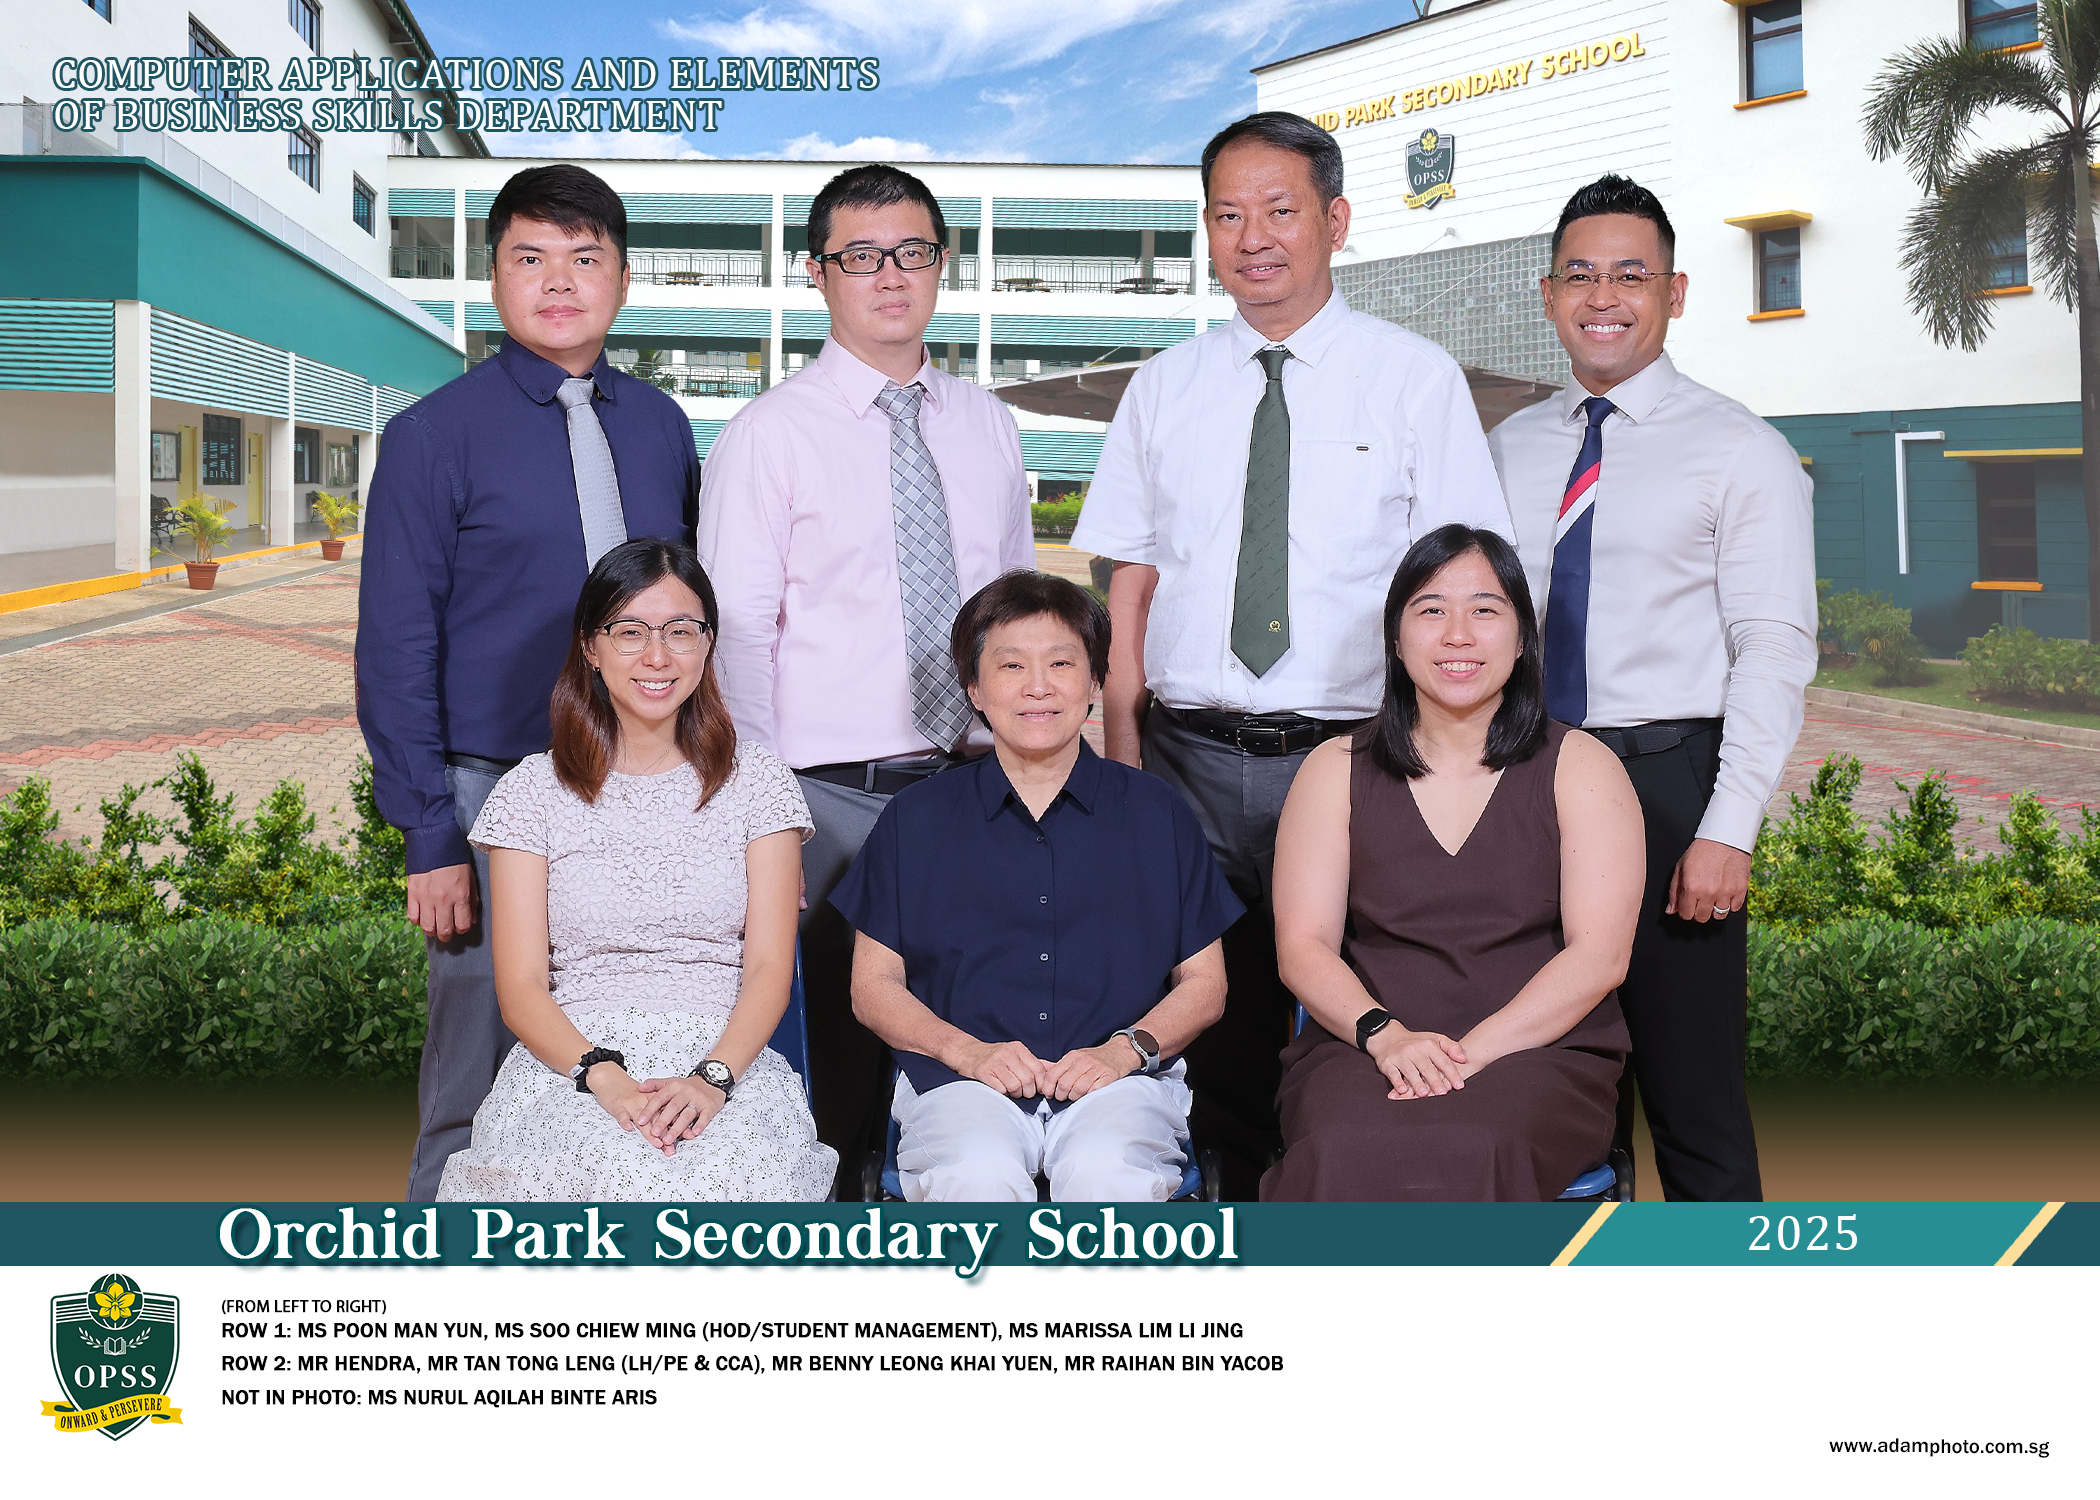 COMPUTER APPLICATIONS AND ELEMENTS
OF BUSINESS SKILLS DEPARTMENT
PARK SECONDARY SCHOOL
OPSS
Orchid Park Secondary School
2025
OPSS
ONWARD & PERSEVERE
(FROM LEFT TO RIGHT)
ROW 1: MS POON MAN YUN, MS SOO CHIEW MING (HOD/STUDENT MANAGEMENT), MS MARISSA LIM LI JING
ROW 2: MR HENDRA, MR TAN TONG LENG (LH/PE & CCA), MR BENNY LEONG KHAI YUEN, MR RAIHAN BIN YACOB
NOT IN PHOTO: MS NURUL AQILAH BINTE ARIS
www.adamphoto.com.sg